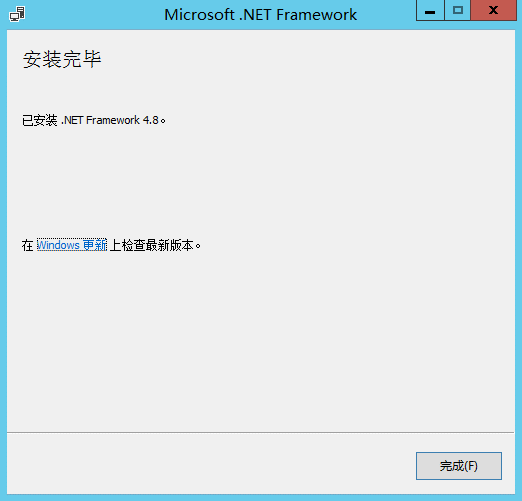 Microsoft .NET Framework
安装完毕
已安装 .NET Framework 4.8。
在 Windows 更新 上检查最新版本。
完成(F)